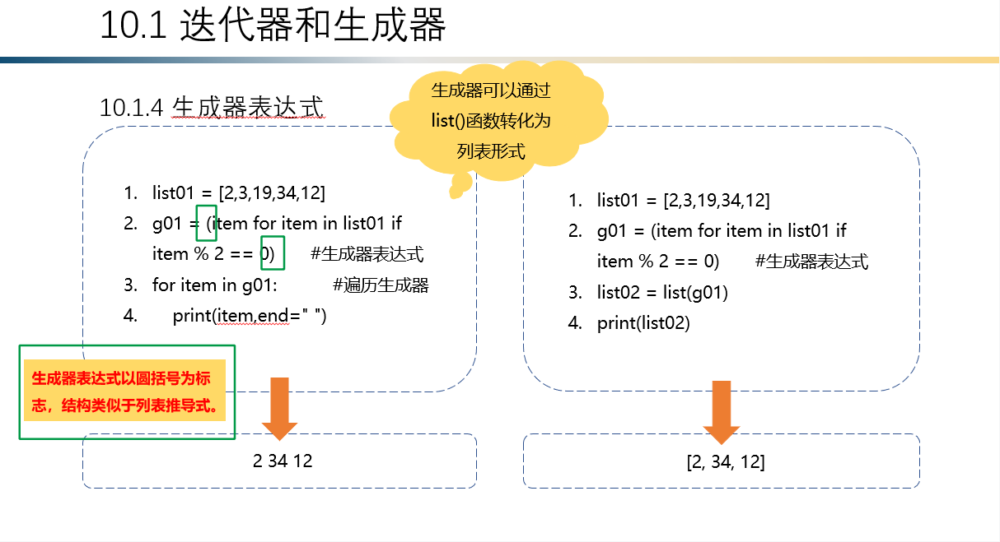 10.1 迭代器和生成器
10.1.4 生成器表达式
生成器可以通过
list()函数转化为
列表形式
1. list01 = [2,3,19,34,12]
2. g01 = (item for item in list01 if
item % 2 == 0) #生成器表达式
3. for item in g01: #遍历生成器
4. print(item,end=" ")
生成器表达式以圆括号为标
志，结构类似于列表推导式。
2 34 12
1. list01 = [2,3,19,34,12]
2. g01 = (item for item in list01 if
item % 2 == 0) #生成器表达式
3. list02 = list(g01)
4. print(list02)
[2, 34, 12]